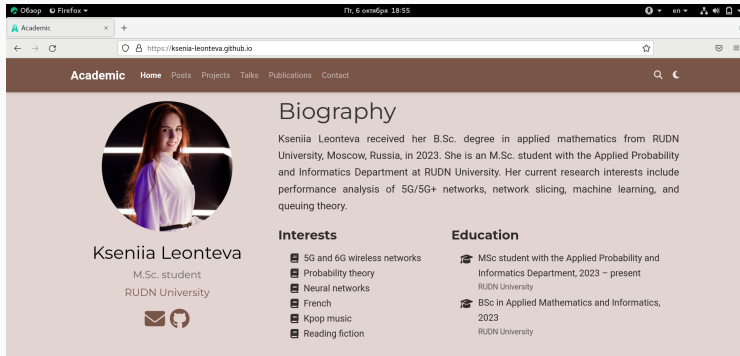 Обзор Firefox
Пт, 6 октября 18:55
en
Academic × +
https://ksenia-leonteva.github.io
Academic Home Posts Projects Talks Publications Contact
Kseniia Leonteva
M.Sc. student
RUDN University
Biography
Kseniia Leonteva received her B.Sc. degree in applied mathematics from RUDN
University, Moscow, Russia, in 2023. She is an M.Sc. student with the Applied Probability
and Informatics Department at RUDN University. Her current research interests include
performance analysis of 5G/5G+ networks, network slicing, machine learning, and
queuing theory.
Interests
5G and 6G wireless networks
Probability theory
Neural networks
French
Kpop music
Reading fiction
Education
MSc student with the Applied Probability and
Informatics Department, 2023 – present
RUDN University
BSc in Applied Mathematics and Informatics,
2023
RUDN University